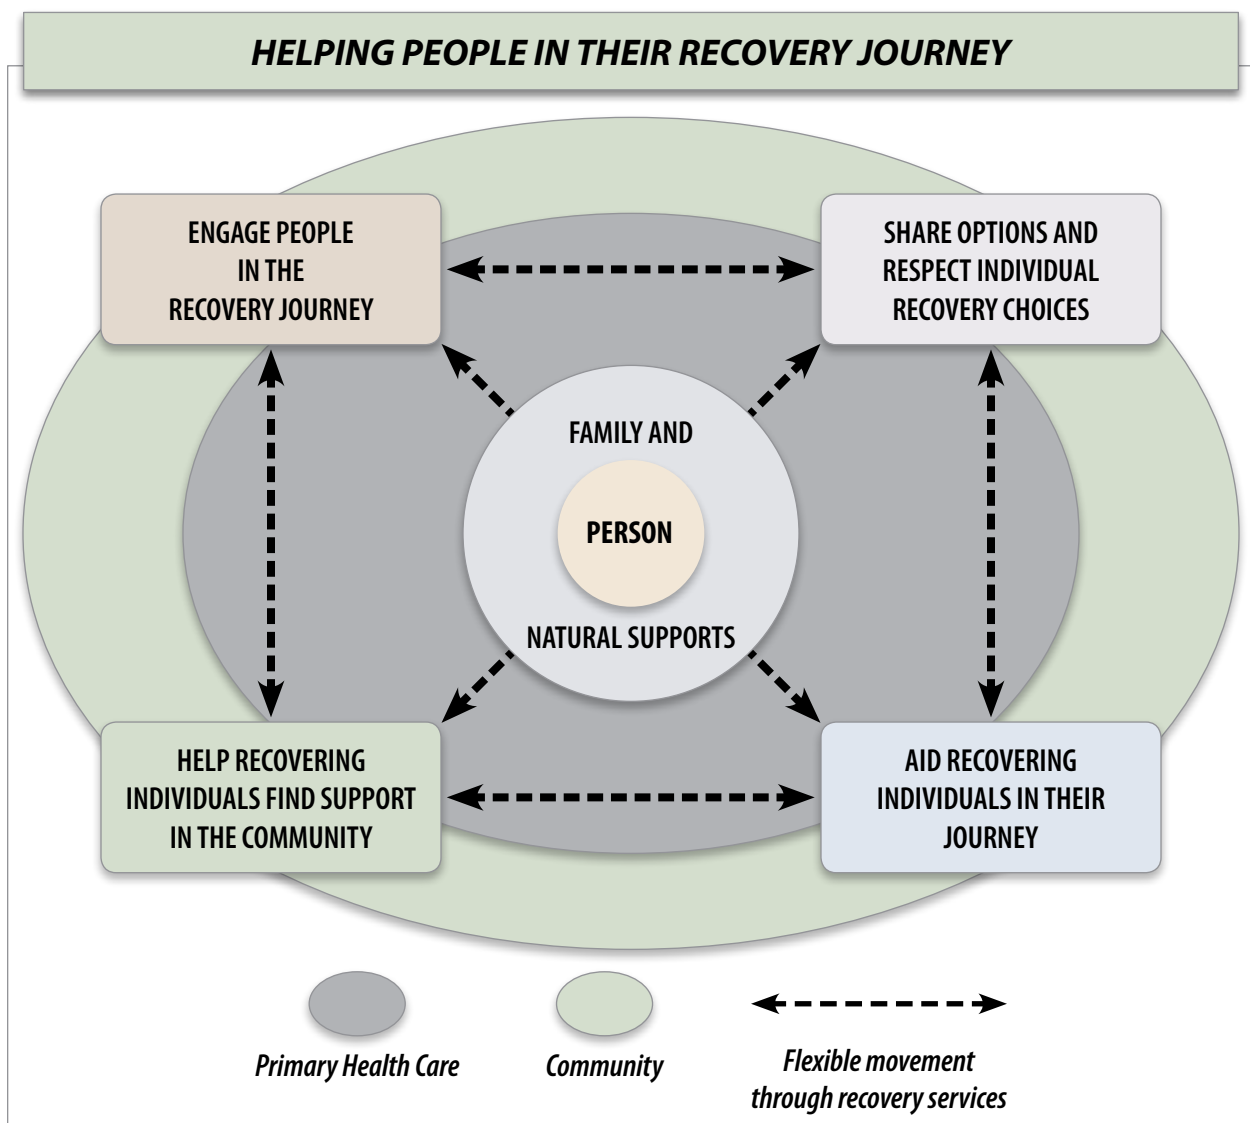 HELPING PEOPLE IN THEIR RECOVERY JOURNEY
ENGAGE PEOPLE
IN THE
RECOVERY JOURNEY
SHARE OPTIONS AND
RESPECT INDIVIDUAL
RECOVERY CHOICES
FAMILY AND
PERSON
NATURAL SUPPORTS
HELP RECOVERING
INDIVIDUALS FIND SUPPORT
IN THE COMMUNITY
AID RECOVERING
INDIVIDUALS IN THEIR
JOURNEY
Primary Health Care
Community
Flexible movement
through recovery services